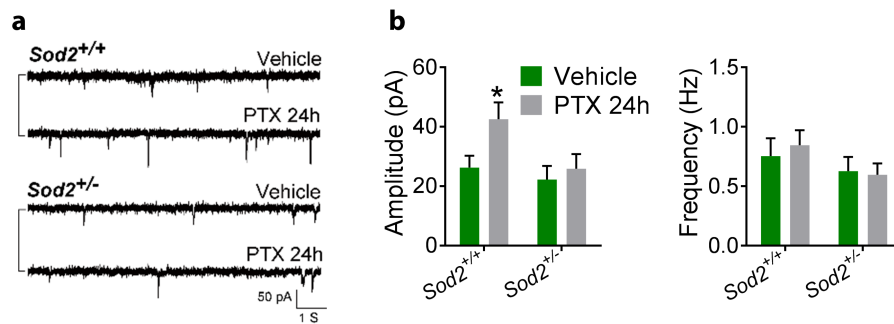 a
Sod2+/+
Vehicle
PTX 24h
Sod2+/-
Vehicle
PTX 24h
50 pA
1 S
b
Amplitude (pA)
60
40
20
0
*
Vehicle
PTX 24h
Sod2+/+
Sod2+/-
Frequency (Hz)
1.5
1.0
0.5
0.0
Sod2+/+
Sod2+/-